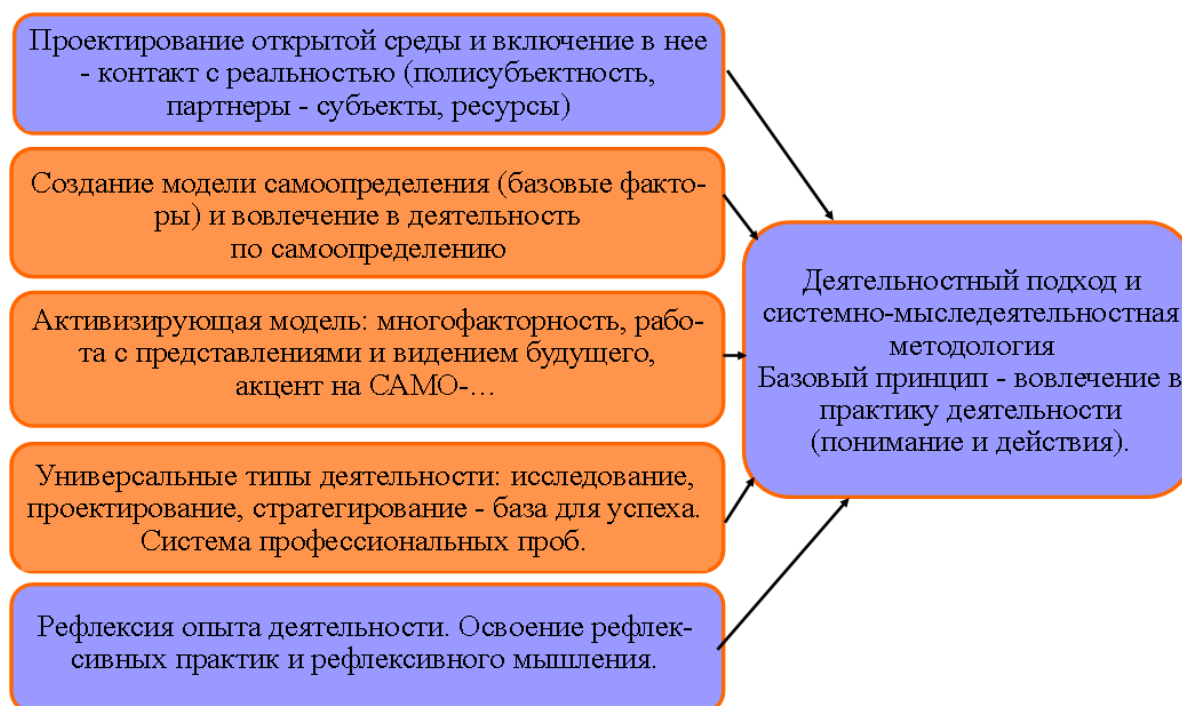 Проектирование открытой среды и включение в нее
- контакт с реальностью (полисубъектность,
партнеры - субъекты, ресурсы)
Создание модели самоопределения (базовые факто-
ры) и вовлечение в деятельность
по самоопределению
Активизирующая модель: многофакторность, рабо-
та с представлениями и видением будущего,
акцент на САМО-...
Универсальные типы деятельности: исследование,
проектирование, стратегирование - база для успеха.
Система профессиональных проб.
Рефлексия опыта деятельности. Освоение рефлек-
сивных практик и рефлексивного мышления.
Деятельностный подход и
системно-мыследеятельностная
методология
Базовый принцип - вовлечение в
практику деятельности
(понимание и действия).